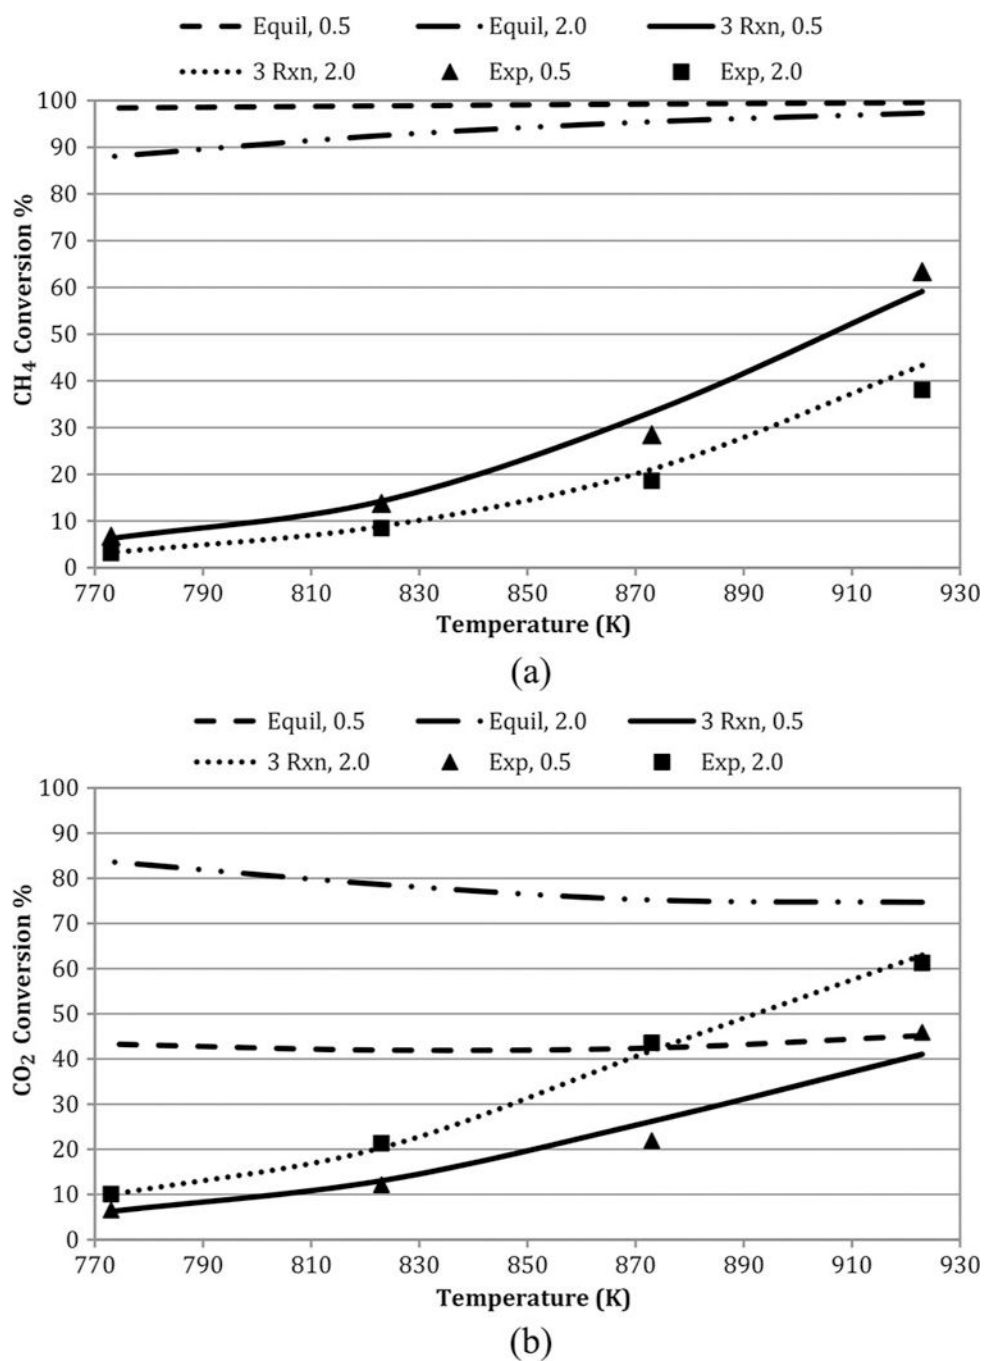 Equil, 0.5 Equil, 2.0 3 Rxn, 0.5
3 Rxn, 2.0 Exp, 0.5 Exp, 2.0
100
90
80
70
60
50
40
30
20
10
0
CH4 Conversion %
770 790 810 830 850 870 890 910 930
Temperature (K)
(a)
Equil, 0.5 Equil, 2.0 3 Rxn, 0.5
3 Rxn, 2.0 Exp, 0.5 Exp, 2.0
100
90
80
70
60
50
40
30
20
10
0
CO2 Conversion %
770 790 810 830 850 870 890 910 930
Temperature (K)
(b)